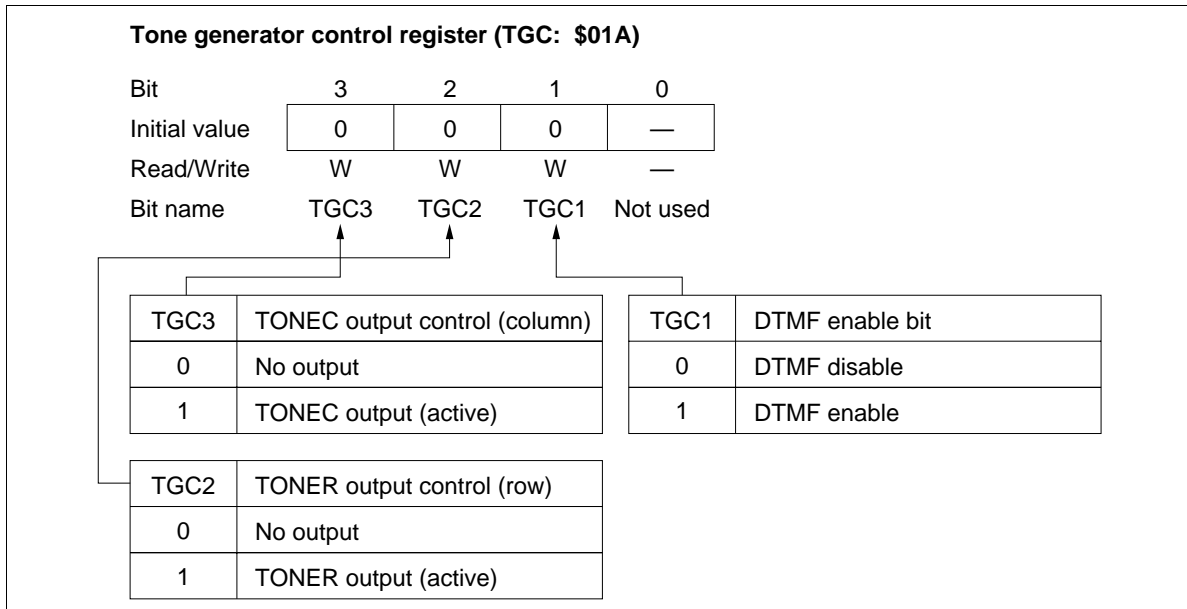 Tone generator control register (TGC: $01A)
Bit 3 2 1 0
Initial value 0 0 0 —
Read/Write W W W —
Bit name TGC3 TGC2 TGC1 Not used
TGC3 TONEC output control (column)
0 No output
1 TONEC output (active)
TGC1 DTMF enable bit
0 DTMF disable
1 DTMF enable
TGC2 TONER output control (row)
0 No output
1 TONER output (active)